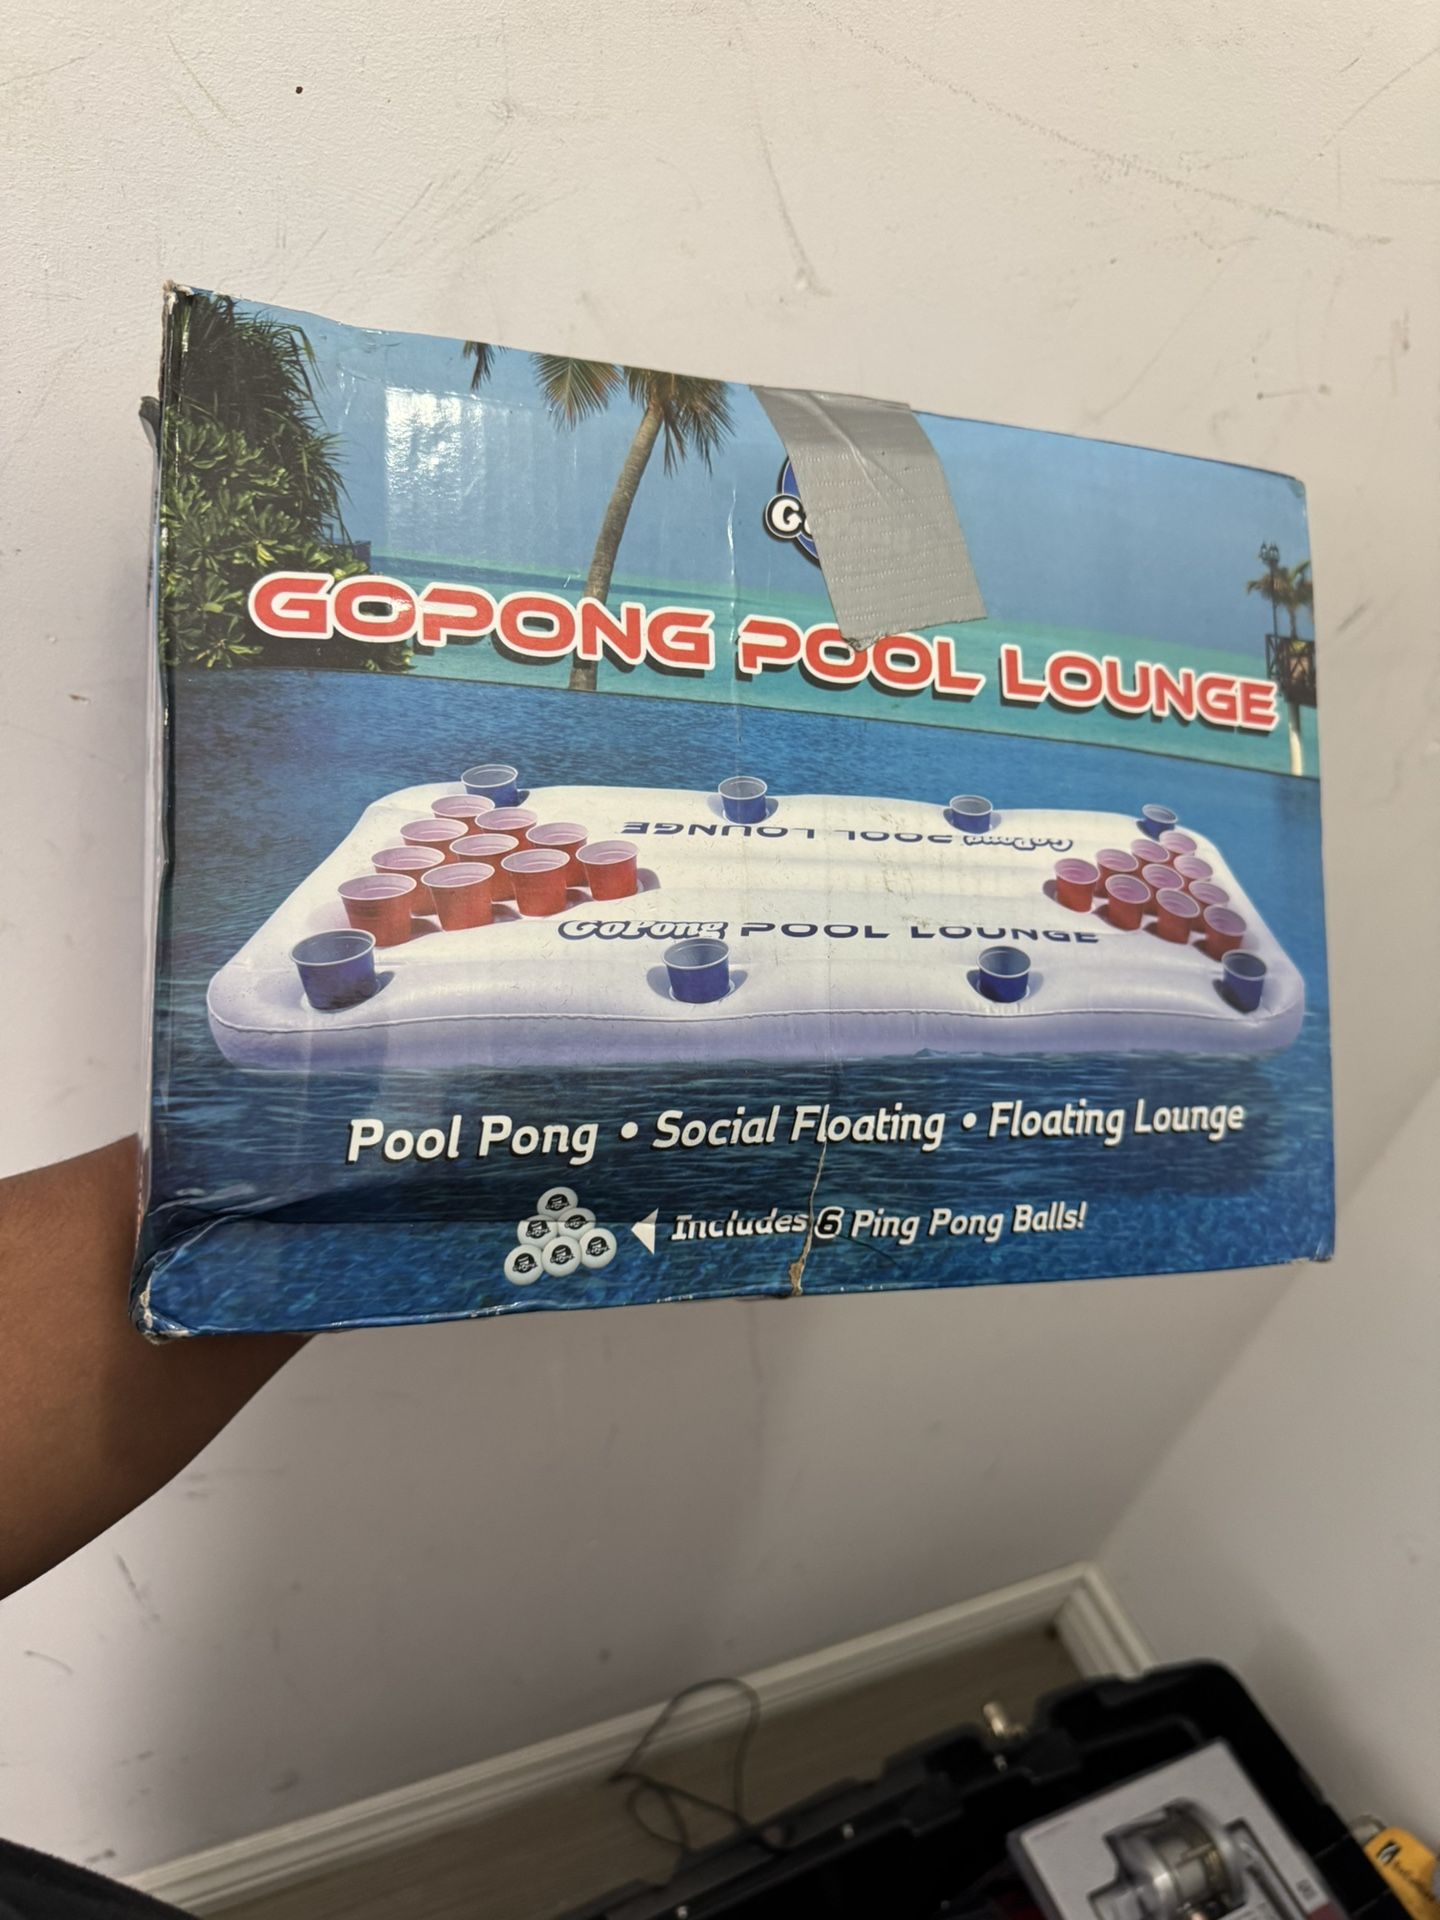 Go
GOPONG POOL LOUNGE
GoPong POOL LOUNGE
GoPong POOL LOUNGE
Pool Pong • Social Floating • Floating Lounge
Includes 6 Ping Pong Balls!